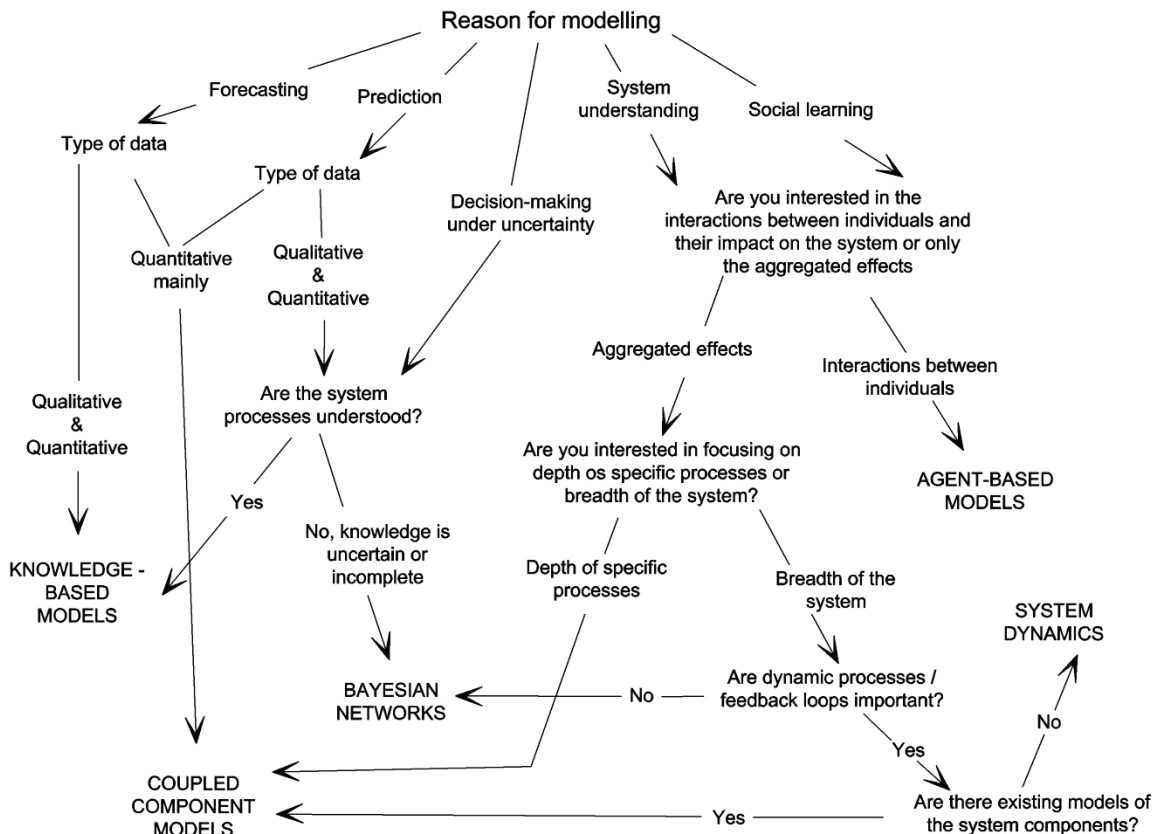 Reason for modelling
Forecasting
Prediction
System
understanding
Social learning
Type of data
Type of data
Decision-making
under uncertainty
Are you interested in the
interactions between individuals and
their impact on the system or only
the aggregated effects
Quantitative
mainly
Qualitative
&
Quantitative
Aggregated effects
Interactions between
individuals
Qualitative
&
Quantitative
Are the system
processes understood?
Are you interested in focusing on
depth os specific processes or
breadth of the system?
AGENT-BASED
MODELS
Yes
No, knowledge is
uncertain or
incomplete
Depth of specific
processes
Breadth of the
system
KNOWLEDGE -
BASED
MODELS
SYSTEM
DYNAMICS
BAYESIAN
NETWORKS
No
Are dynamic processes /
feedback loops important?
No
Yes
COUPLED
COMPONENT
MODELS
Yes
Are there existing models of
the system components?